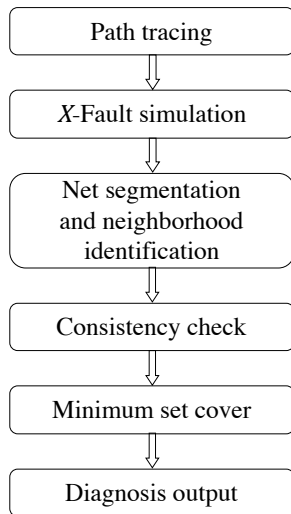 Path tracing
X-Fault simulation
Net segmentation
and neighborhood
identification
Consistency check
Minimum set cover
Diagnosis output